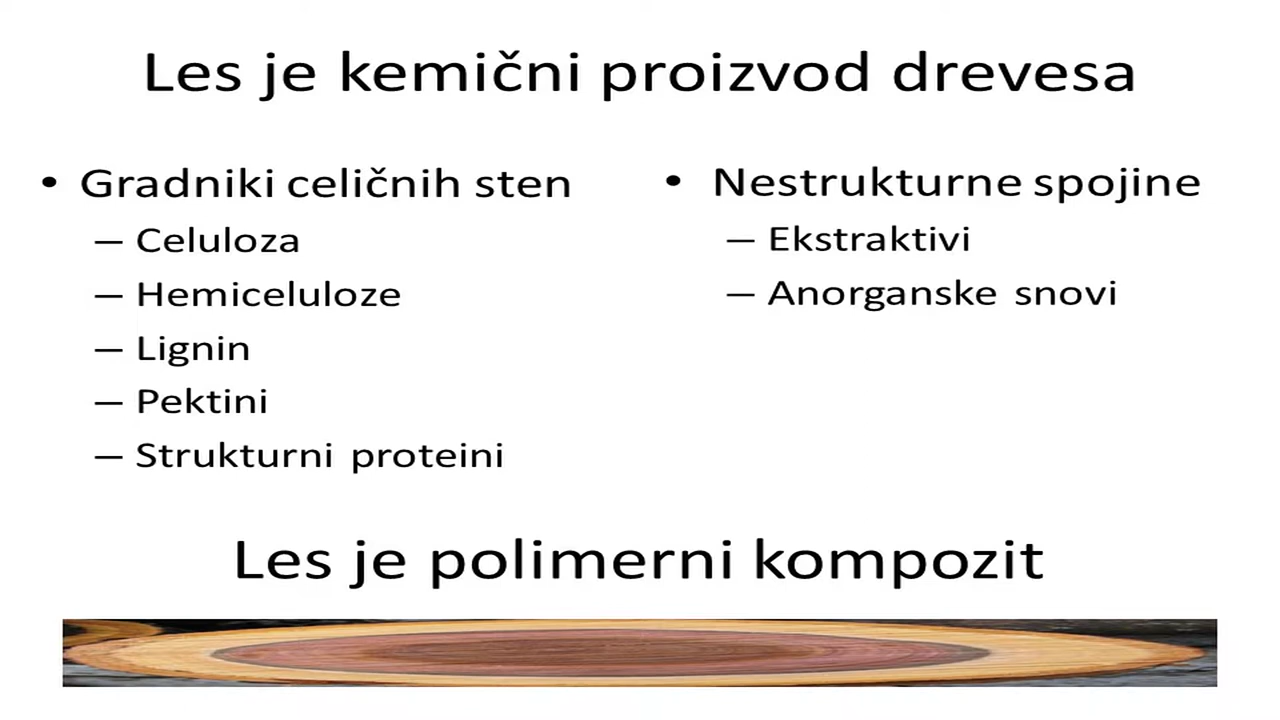 Les je kemični proizvod drevesa
• Gradniki celičnih sten
– Celuloza
– Hemiceluloze
– Lignin
– Pektini
– Strukturni proteini
• Nestrukturne spojine
– Ekstraktivi
– Anorganske snovi
Les je polimerni kompozit